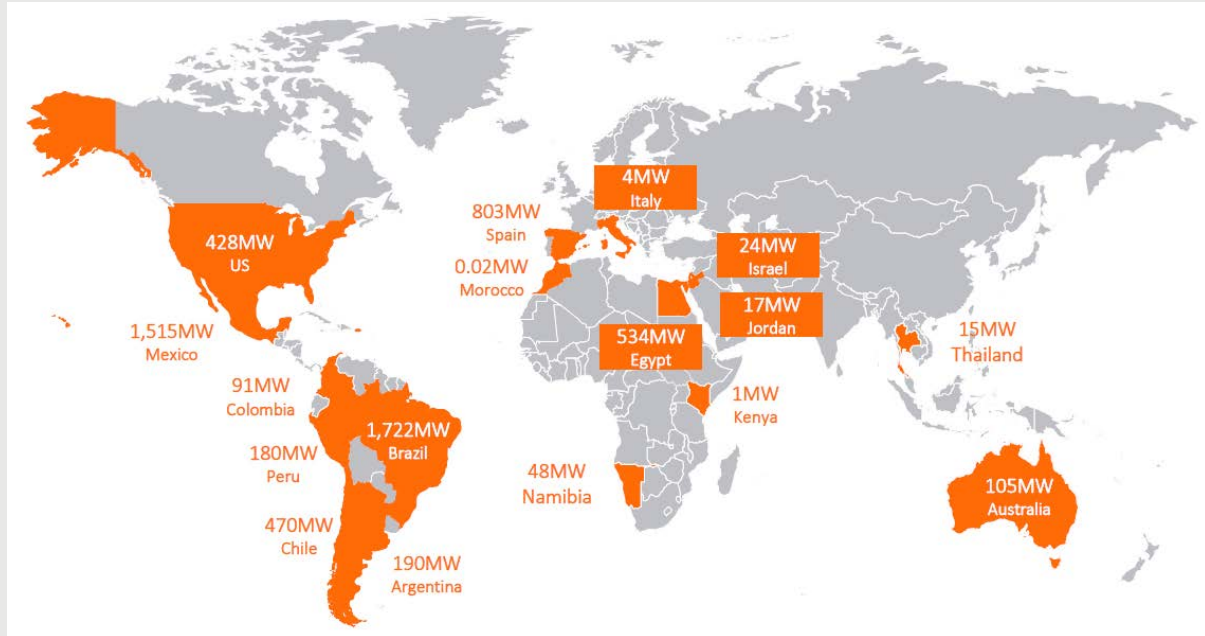 4MW
Italy
803MW
Spain
428MW
US
24MW
Israel
0.02MW
Morocco
17MW
Jordan
1,515MW
Mexico
534MW
Egypt
15MW
Thailand
91MW
Colombia
1MW
Kenya
1,722MW
Brazil
180MW
Peru
48MW
Namibia
105MW
Australia
470MW
Chile
190MW
Argentina